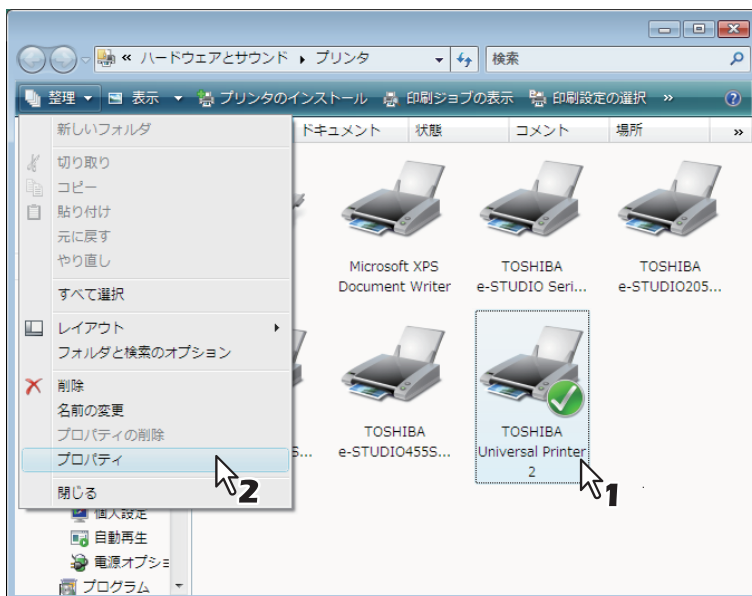 « ハードウェアとサウンド ▸ プリンタ
検索
整理 表示 プリンタのインストール 印刷ジョブの表示 印刷設定の選択 »
ドキュメント 状態 コメント 場所 »
新しいフォルダ
切り取り
コピー
貼り付け
元に戻す
やり直し
すべて選択
レイアウト
フォルダと検索のオプション
削除
名前の変更
プロパティの削除
プロパティ
閉じる
2
Microsoft XPS
Document Writer
TOSHIBA
e-STUDIO Seri...
TOSHIBA
e-STUDIO205...
S...
TOSHIBA
e-STUDIO455S...
TOSHIBA
Universal Printer
2
1
個人設定
自動再生
電源オプショ
プログラム